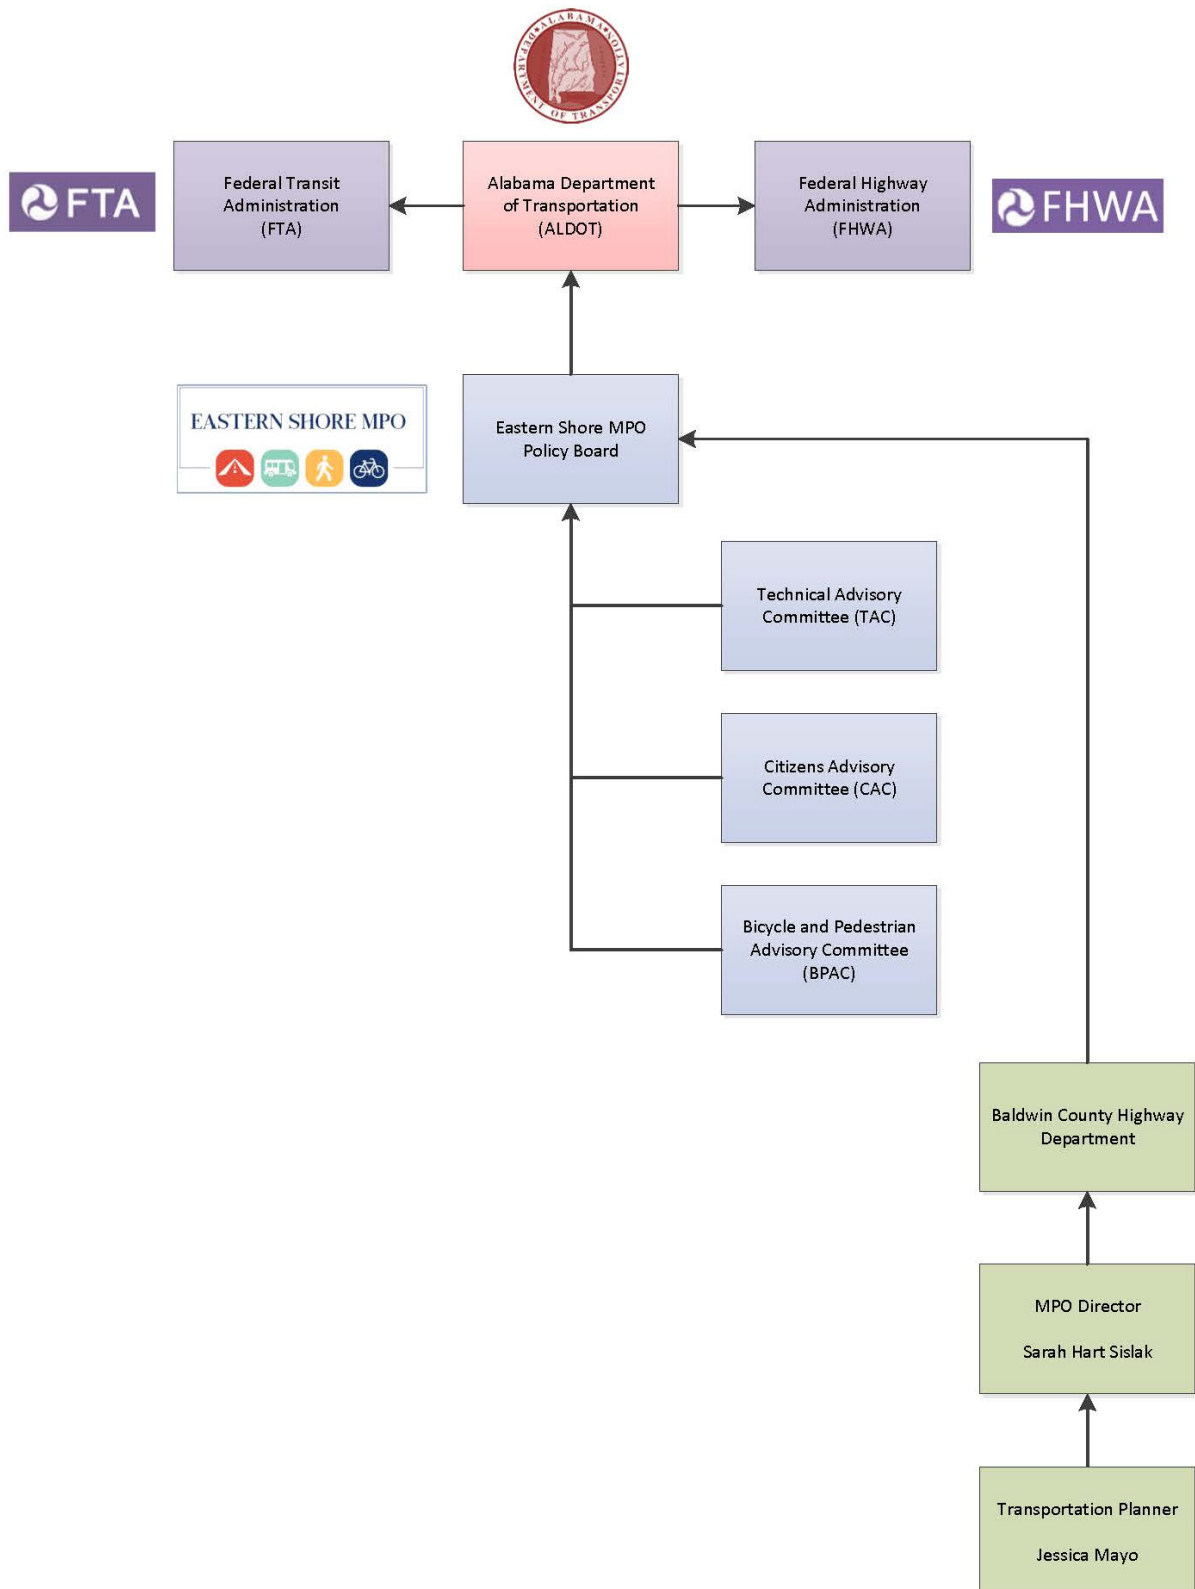 ALABAMA
DEPARTMENT OF TRANSPORTATION
FTA
Federal Transit
Administration
(FTA)
Alabama Department
of Transportation
(ALDOT)
Federal Highway
Administration
(FHWA)
FHWA
EASTERN SHORE MPO
Eastern Shore MPO
Policy Board
Technical Advisory
Committee (TAC)
Citizens Advisory
Committee (CAC)
Bicycle and Pedestrian
Advisory Committee
(BPAC)
Baldwin County Highway
Department
MPO Director
Sarah Hart Sislak
Transportation Planner
Jessica Mayo